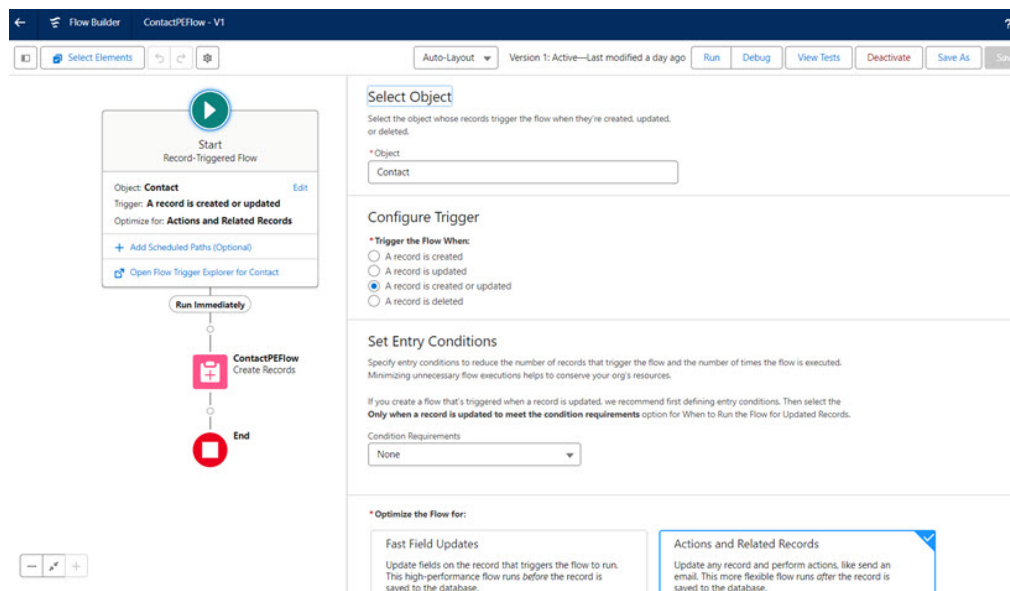 Flow Builder ContactPEFlow - V1 ?
Select Elements Auto-Layout Version 1: Active—Last modified a day ago Run Debug View Tests Deactivate Save As
Start
Record-Triggered Flow
Object: Contact Edit
Trigger: A record is created or updated
Optimize for: Actions and Related Records
+ Add Scheduled Paths (Optional)
Open Flow Trigger Explorer for Contact
Run Immediately
ContactPEFlow
Create Records
End
Select Object
Select the object whose records trigger the flow when they're created, updated,
or deleted.
*Object
Contact
Configure Trigger
*Trigger the Flow When:
A record is created
A record is updated
A record is created or updated
A record is deleted
Set Entry Conditions
Specify entry conditions to reduce the number of records that trigger the flow and the number of times the flow is executed.
Minimizing unnecessary flow executions helps to conserve your org's resources.
If you create a flow that's triggered when a record is updated, we recommend first defining entry conditions. Then select the
Only when a record is updated to meet the condition requirements option for When to Run the Flow for Updated Records.
Condition Requirements
None
*Optimize the Flow for:
Fast Field Updates
Update fields on the record that triggers the flow to run.
This high-performance flow runs before the record is
saved to the database.
Actions and Related Records
Update any record and perform actions, like send an
email. This more flexible flow runs after the record is
saved to the database.